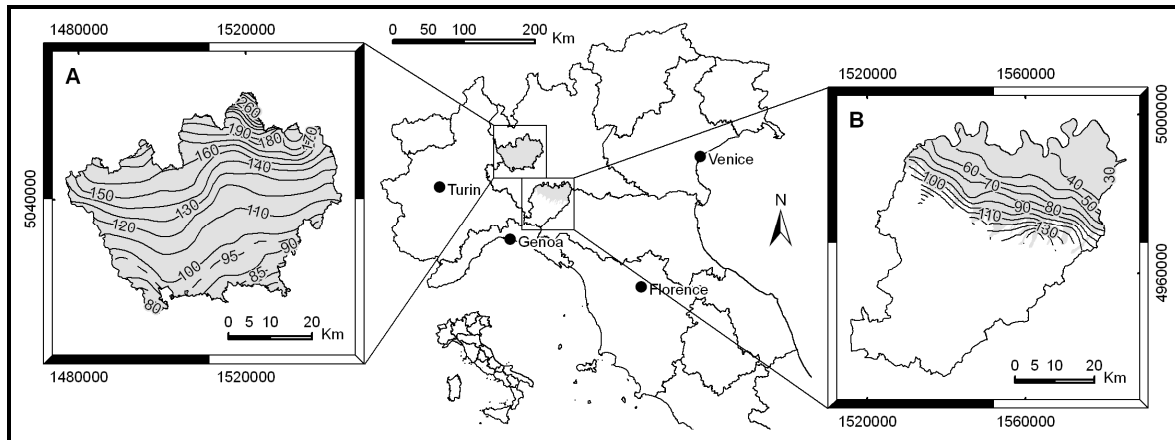 1480000 1520000
0 50 100 200
Km
A
260
190 180 170
160
140
150
130
110
120
100 95 90
85
80
0 5 10 20
Km
5040000
1480000 1520000
Turin
Venice
Genoa
Florence
N
1520000 1560000
B
5000000
4960000
30
60 40
70 50
100 90 80
110
130
0 5 10 20
Km
1520000 1560000